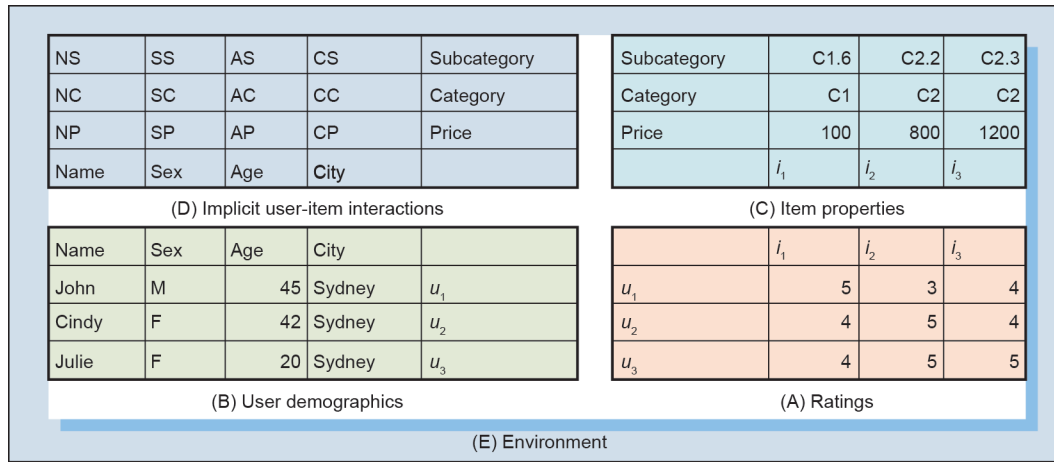 NS SS AS CS Subcategory
NC SC AC CC Category
NP SP AP CP Price
Name Sex Age City
(D) Implicit user-item interactions
Subcategory C1.6 C2.2 C2.3
Category C1 C2 C2
Price 100 800 1200
i1 i2 i3
(C) Item properties
Name Sex Age City
John M 45 Sydney u1
Cindy F 42 Sydney u2
Julie F 20 Sydney u3
(B) User demographics
i1 i2 i3
u1 5 3 4
u2 4 5 4
u3 4 5 5
(A) Ratings
(E) Environment